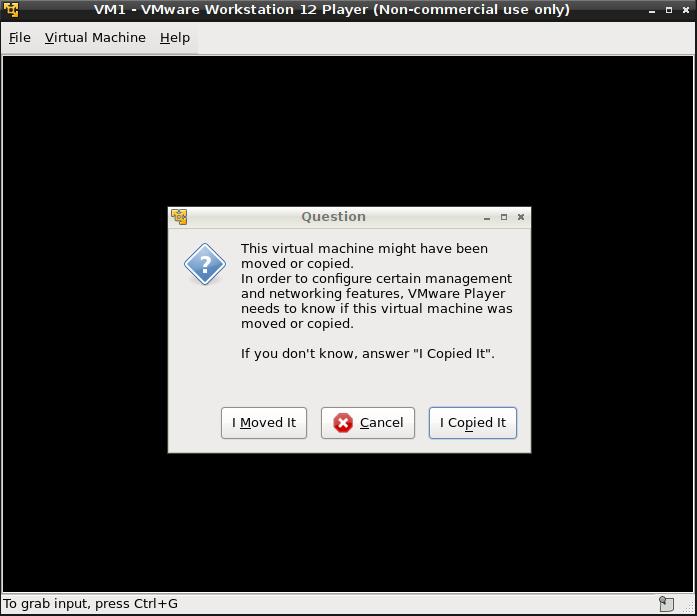 VM1 - VMware Workstation 12 Player (Non-commercial use only)
File Virtual Machine Help
Question
?
This virtual machine might have been
moved or copied.
In order to configure certain management
and networking features, VMware Player
needs to know if this virtual machine was
moved or copied.
If you don't know, answer "I Copied It".
I Moved It Cancel I Copied It
To grab input, press Ctrl+G